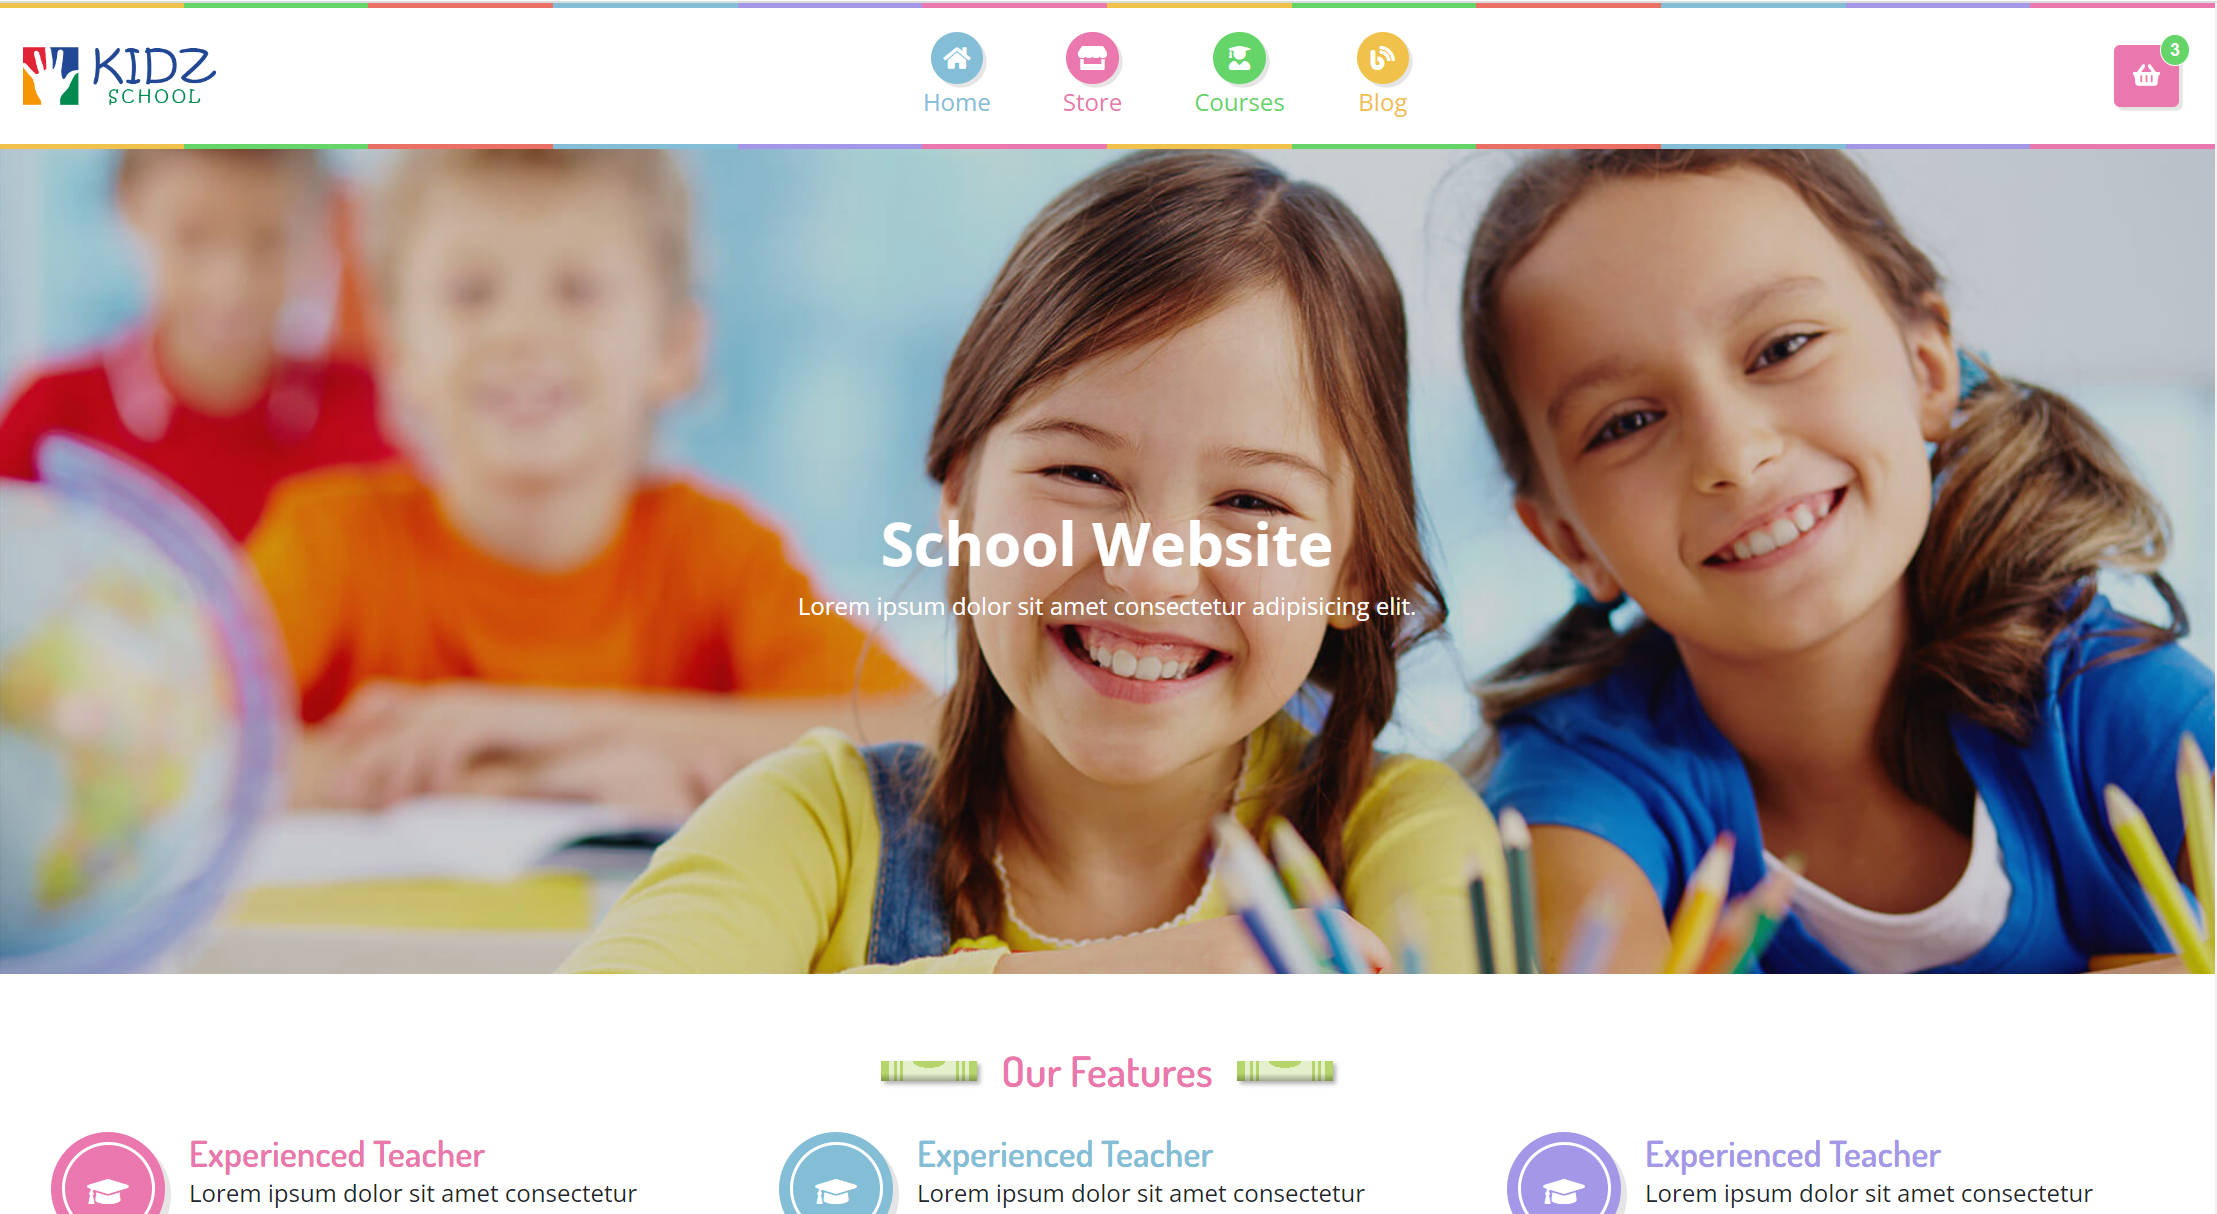 KIDZ
SCHOOL
Home
Store
Courses
Blog
3
School Website
Lorem ipsum dolor sit amet consectetur adipisicing elit.
Our Features
Experienced Teacher
Lorem ipsum dolor sit amet consectetur
Experienced Teacher
Lorem ipsum dolor sit amet consectetur
Experienced Teacher
Lorem ipsum dolor sit amet consectetur